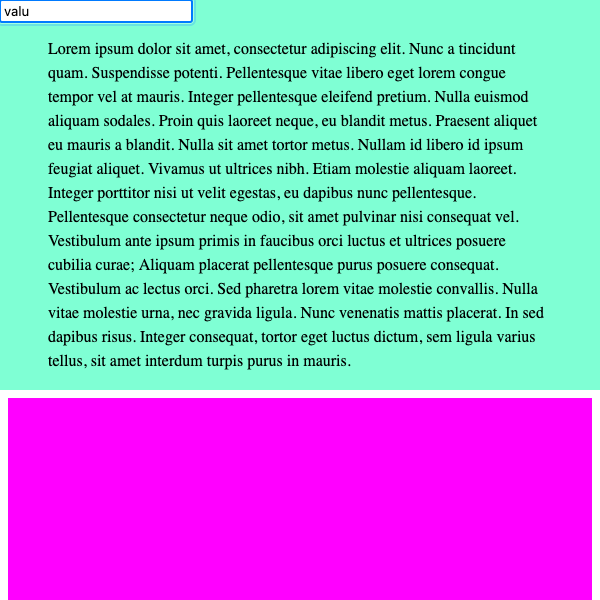 valu
Lorem ipsum dolor sit amet, consectetur adipiscing elit. Nunc a tincidunt
quam. Suspendisse potenti. Pellentesque vitae libero eget lorem congue
tempor vel at mauris. Integer pellentesque eleifend pretium. Nulla euismod
aliquam sodales. Proin quis laoreet neque, eu blandit metus. Praesent aliquet
eu mauris a blandit. Nulla sit amet tortor metus. Nullam id libero id ipsum
feugiat aliquet. Vivamus ut ultrices nibh. Etiam molestie aliquam laoreet.
Integer porttitor nisi ut velit egestas, eu dapibus nunc pellentesque.
Pellentesque consectetur neque odio, sit amet pulvinar nisi consequat vel.
Vestibulum ante ipsum primis in faucibus orci luctus et ultrices posuere
cubilia curae; Aliquam placerat pellentesque purus posuere consequat.
Vestibulum ac lectus orci. Sed pharetra lorem vitae molestie convallis. Nulla
vitae molestie urna, nec gravida ligula. Nunc venenatis mattis placerat. In sed
dapibus risus. Integer consequat, tortor eget luctus dictum, sem ligula varius
tellus, sit amet interdum turpis purus in mauris.